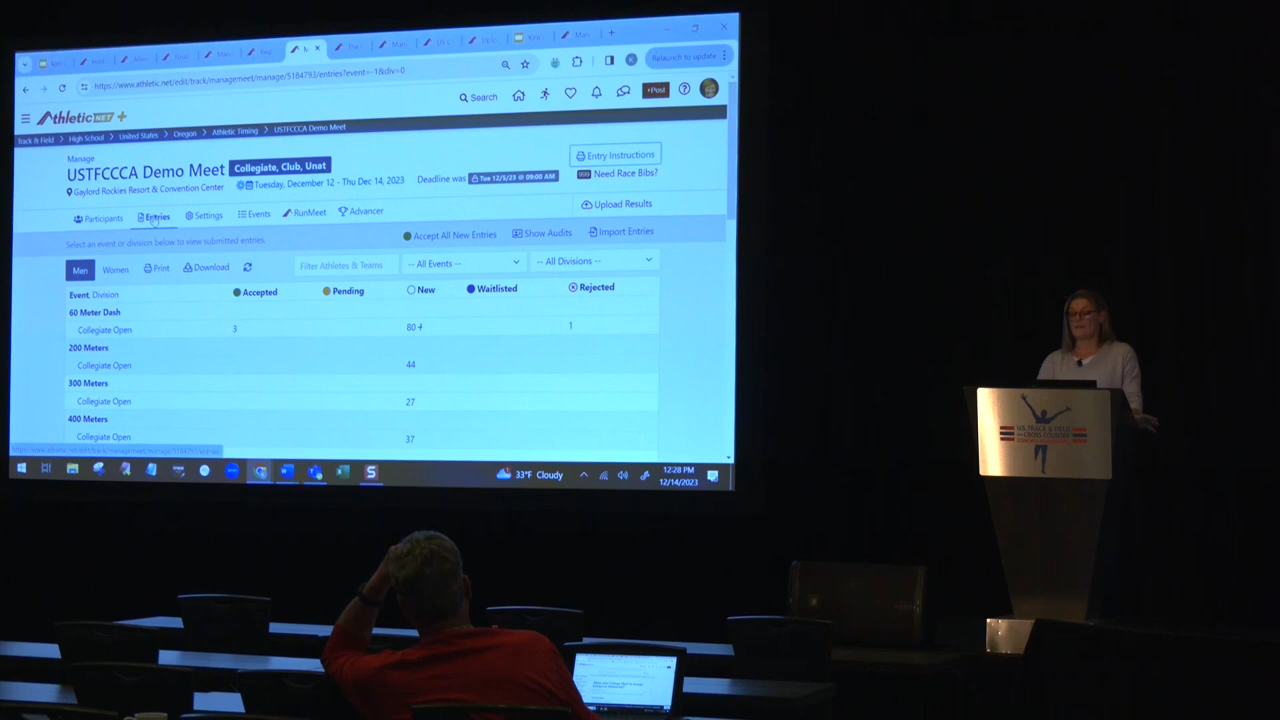 Relaunch to update
https://www.athletic.net/edit/track/managemeet/manage/518479/entries?event=-1&div=0
Athletic NET +
Search
+Post
Track & Field > High School > United States > Oregon > Athletic Timing > USTFCCCA Demo Meet
Manage
USTFCCCA Demo Meet Collegiate, Club, Unat
Entry Instructions
Gaylord Rockies Resort & Convention Center Tuesday, December 12 - Thu Dec 14, 2023 Deadline was Tue 12/5/23 @ 09:00 AM
Need Race Bibs?
Participants Entries Settings Events RunMeet Advancer
Upload Results
Select an event or division below to view submitted entries.
Accept All New Entries Show Audits Import Entries
Men Women Print Download Filter Athletes & Teams -- All Events -- -- All Divisions --
Event, Division Accepted Pending New Waitlisted Rejected
60 Meter Dash
Collegiate Open 3 80 1
200 Meters
Collegiate Open 44
300 Meters
Collegiate Open 27
400 Meters
Collegiate Open 37
33°F Cloudy
12:28 PM
12/14/2023
U.S. TRACK & FIELD
CROSS COUNTRY